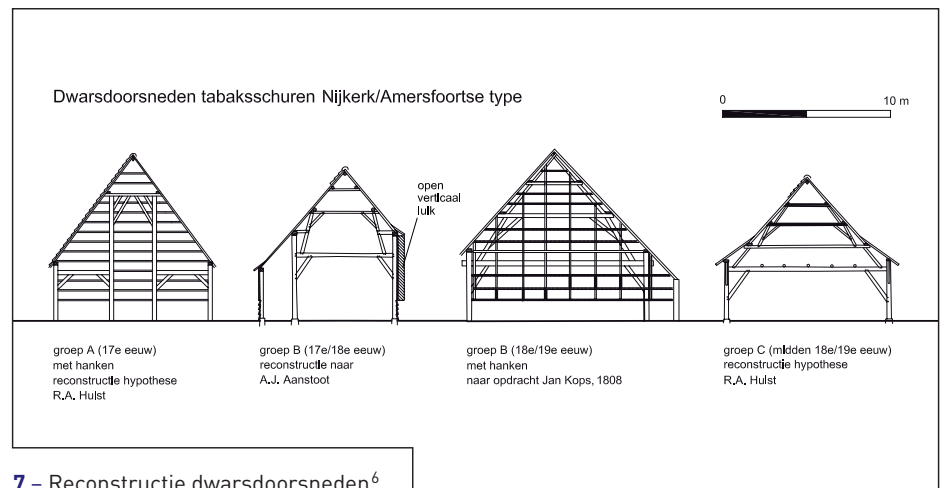 Dwarsdoorsneden tabaksschuren Nijkerk/Amersfoortse type
0 10 m
open
verticaal
luik
groep A (17e eeuw)
met hanken
reconstructie hypothese
R.A. Hulst
groep B (17e/18e eeuw)
reconstructie naar
A.J. Aanstoot
groep B (18e/19e eeuw)
met hanken
naar opdracht Jan Kops, 1808
groep C (midden 18e/19e eeuw)
reconstructie hypothese
R.A. Hulst
7 – Reconstructie dwarsdoorsneden6